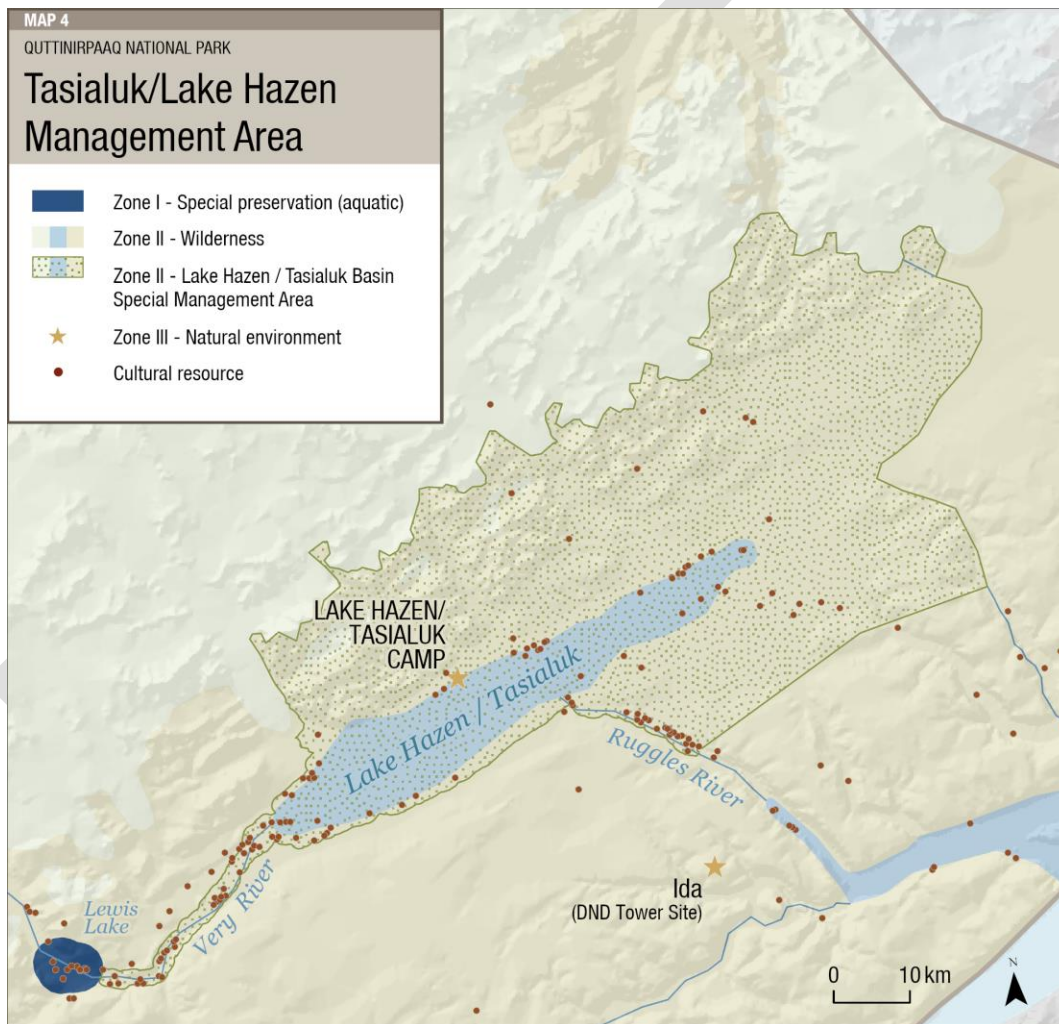 MAP 4
QUTTINIRPAAQ NATIONAL PARK
Tasialuk/Lake Hazen
Management Area
Zone I - Special preservation (aquatic)
Zone II - Wilderness
Zone II - Lake Hazen / Tasialuk Basin
Special Management Area
Zone III - Natural environment
Cultural resource
LAKE HAZEN/
TASIALUK
CAMP
Lake Hazen / Tasialuk
Ruggles River
Very River
Lewis
Lake
Ida
(DND Tower Site)
0 10 km
N